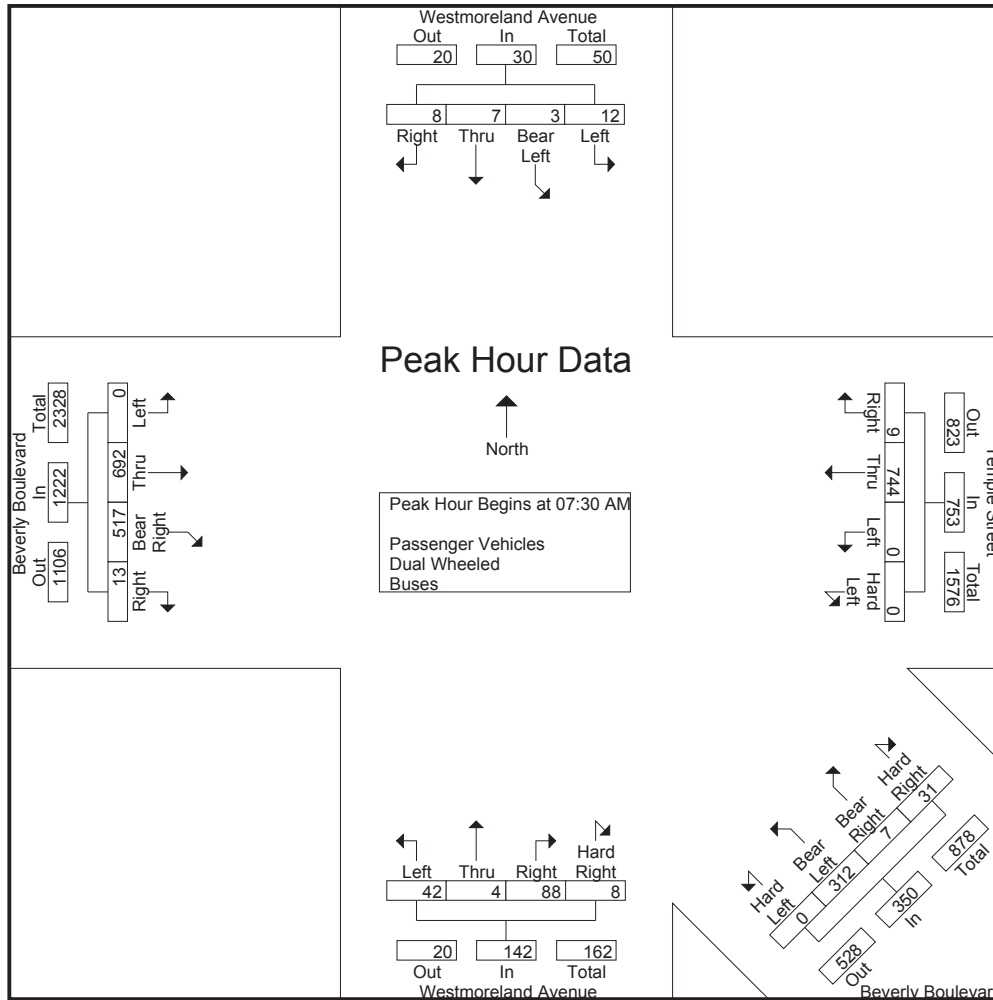 Westmoreland Avenue
Out In Total
20 30 50
8 7 3 12
Right Thru Bear Left Left
Peak Hour Data
North
Peak Hour Begins at 07:30 AM
Passenger Vehicles
Dual Wheeled
Buses
Beverly Boulevard
Out In Total
1106 1222 2328
13 517 692 0
Right Bear Right Thru Left
Temple Street
Out In Total
823 753 1576
9 744 0 0
Right Thru Left Hard Left
Left Thru Right Hard Right
42 4 88 8
20 142 162
Out In Total
Westmoreland Avenue
Hard Left Bear Left Bear Right Hard Right
0 312 7 31
528 350 878
Out In Total
Beverly Boulevar